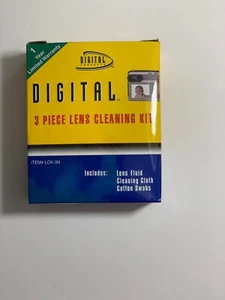 1
Year
Limited Warranty
DIGITAL
DIGITAL
3 PIECE LENS CLEANING KIT
ITEM# LCK-3N
Includes:
Lens Fluid
Cleaning Cloth
Cotton Swabs